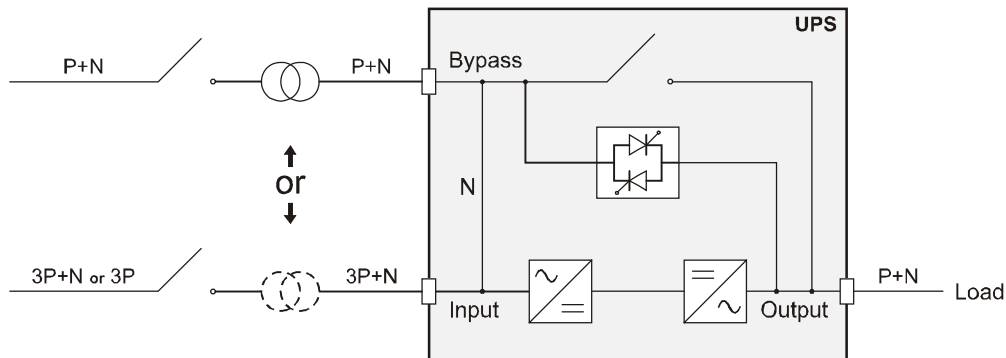 UPS
P+N
P+N
Bypass
or
N
3P+N or 3P
3P+N
Input
Output
P+N
Load